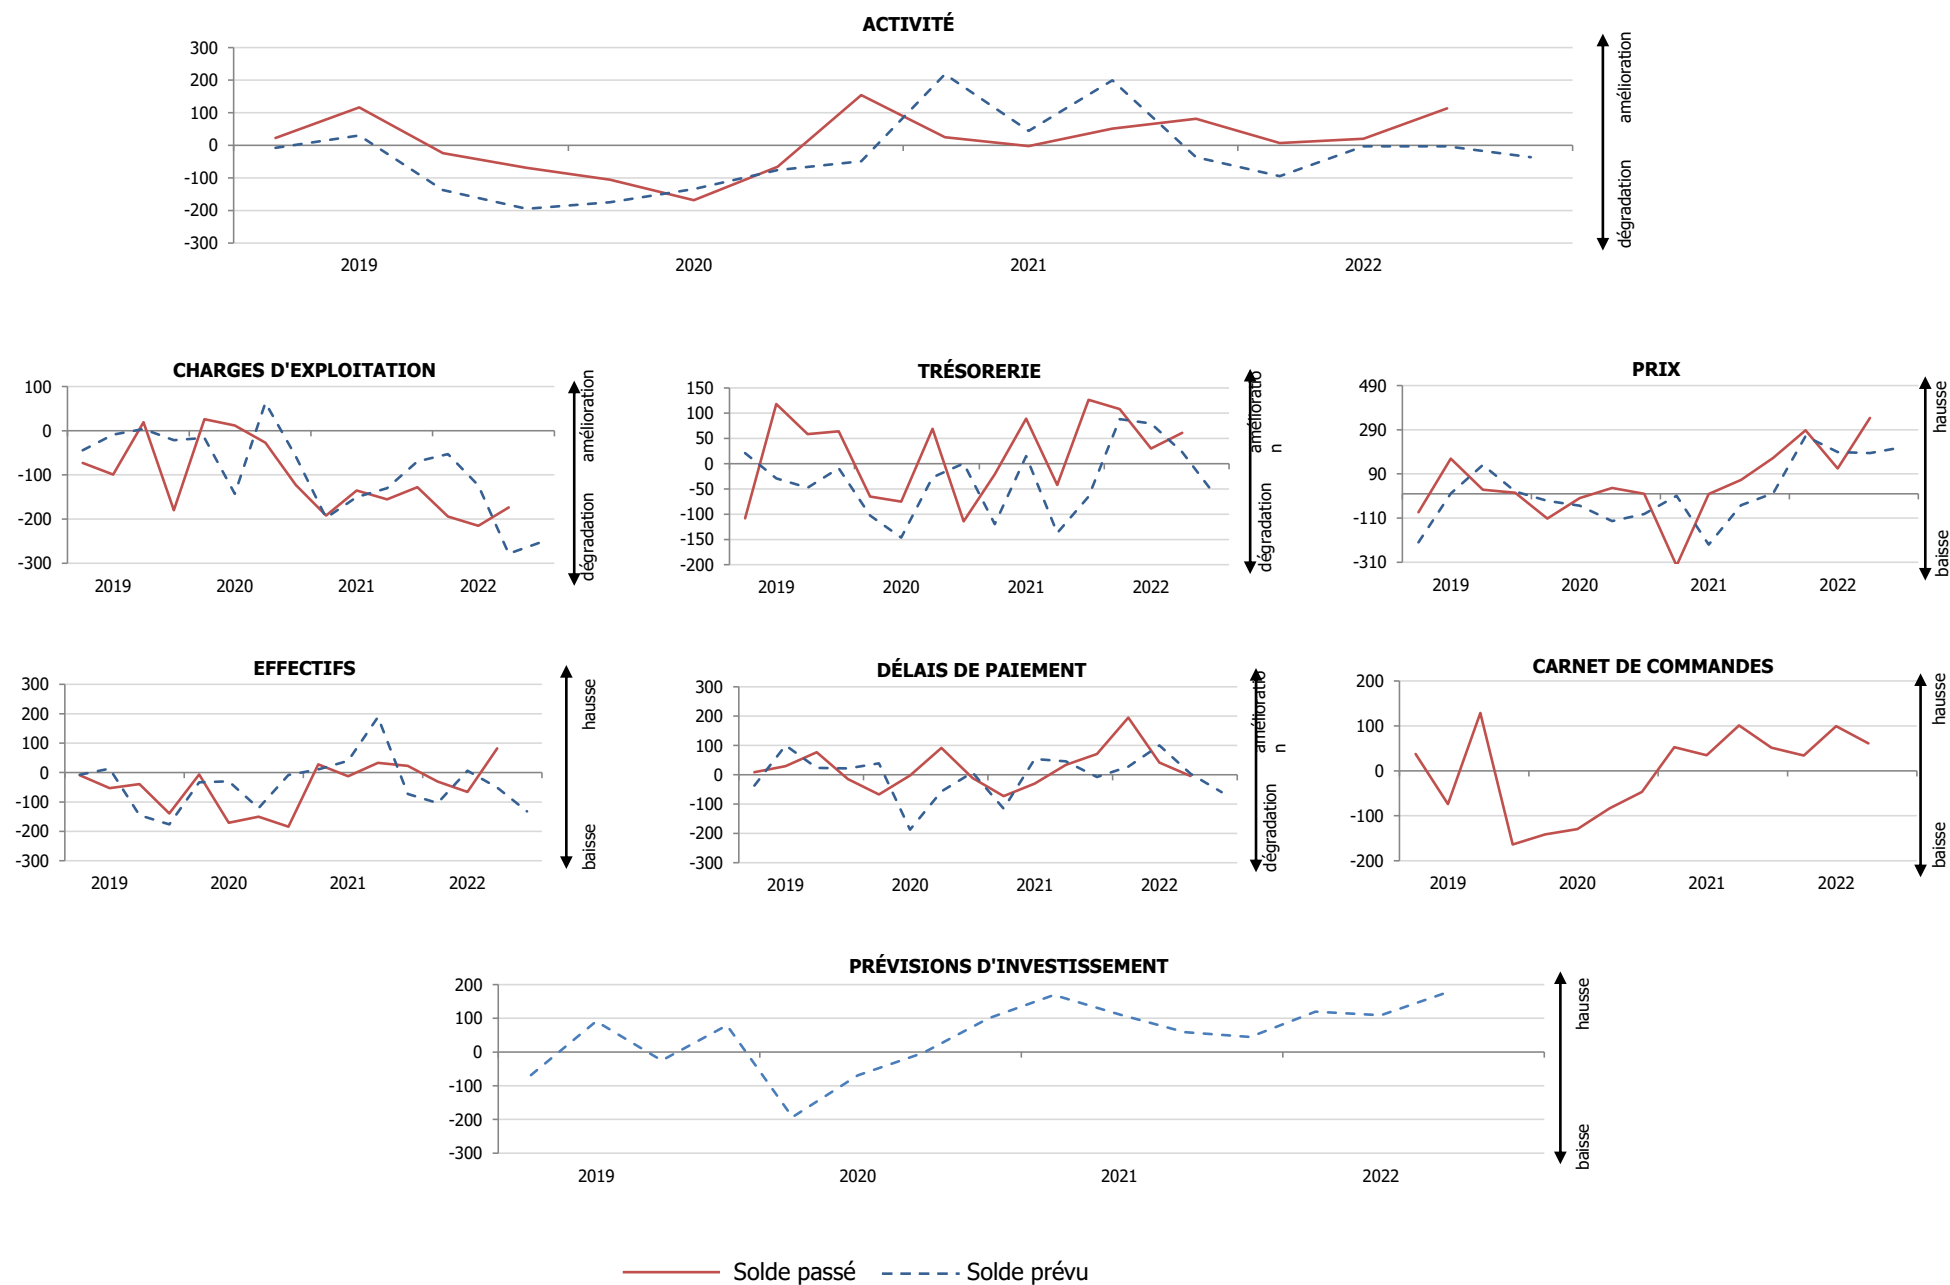 ACTIVITÉ
300
200
100
0
-100
-200
-300
2019 2020 2021 2022
amélioration
dégradation
CHARGES D'EXPLOITATION
100
0
-100
-200
-300
2019 2020 2021 2022
amélioration
dégradation
TRÉSORERIE
150
100
50
0
-50
-100
-150
-200
2019 2020 2021 2022
amélioratio
n
dégradation
PRIX
490
290
90
-110
-310
2019 2020 2021 2022
hausse
baisse
EFFECTIFS
300
200
100
0
-100
-200
-300
2019 2020 2021 2022
hausse
baisse
DÉLAIS DE PAIEMENT
300
200
100
0
-100
-200
-300
2019 2020 2021 2022
amélioratio
n
dégradation
CARNET DE COMMANDES
200
100
0
-100
-200
2019 2020 2021 2022
hausse
baisse
PRÉVISIONS D'INVESTISSEMENT
200
100
0
-100
-200
-300
2019 2020 2021 2022
hausse
baisse
Solde passé Solde prévu